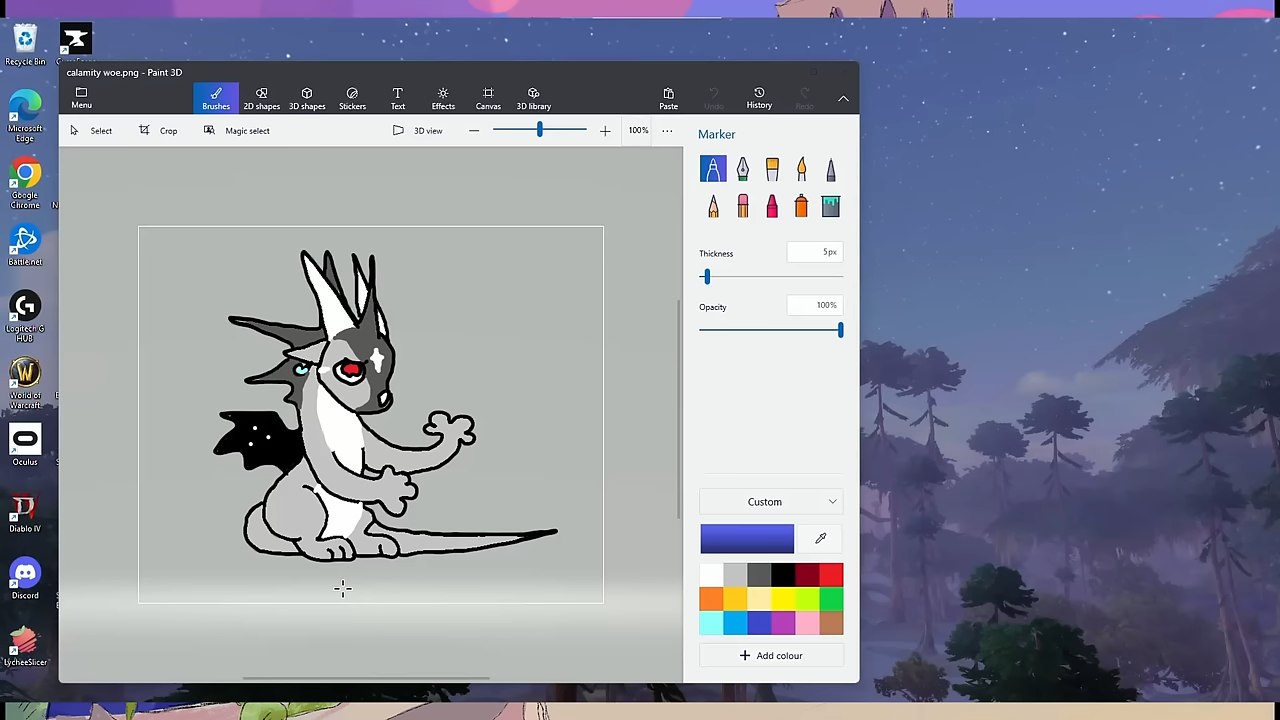 Recycle Bin
calamity woe.png - Paint 3D
Menu
Brushes
2D shapes
3D shapes
Stickers
Text
Effects
Canvas
3D library
Paste
Undo
History
Redo
Select
Crop
Magic select
3D view
100%
Marker
Microsoft
Edge
Google
Chrome
Thickness
5px
Battle.net
Opacity
100%
Logitech G
HUB
World of
Warcraft
Oculus
Custom
Diablo IV
Discord
LycheeSlicer
Add colour